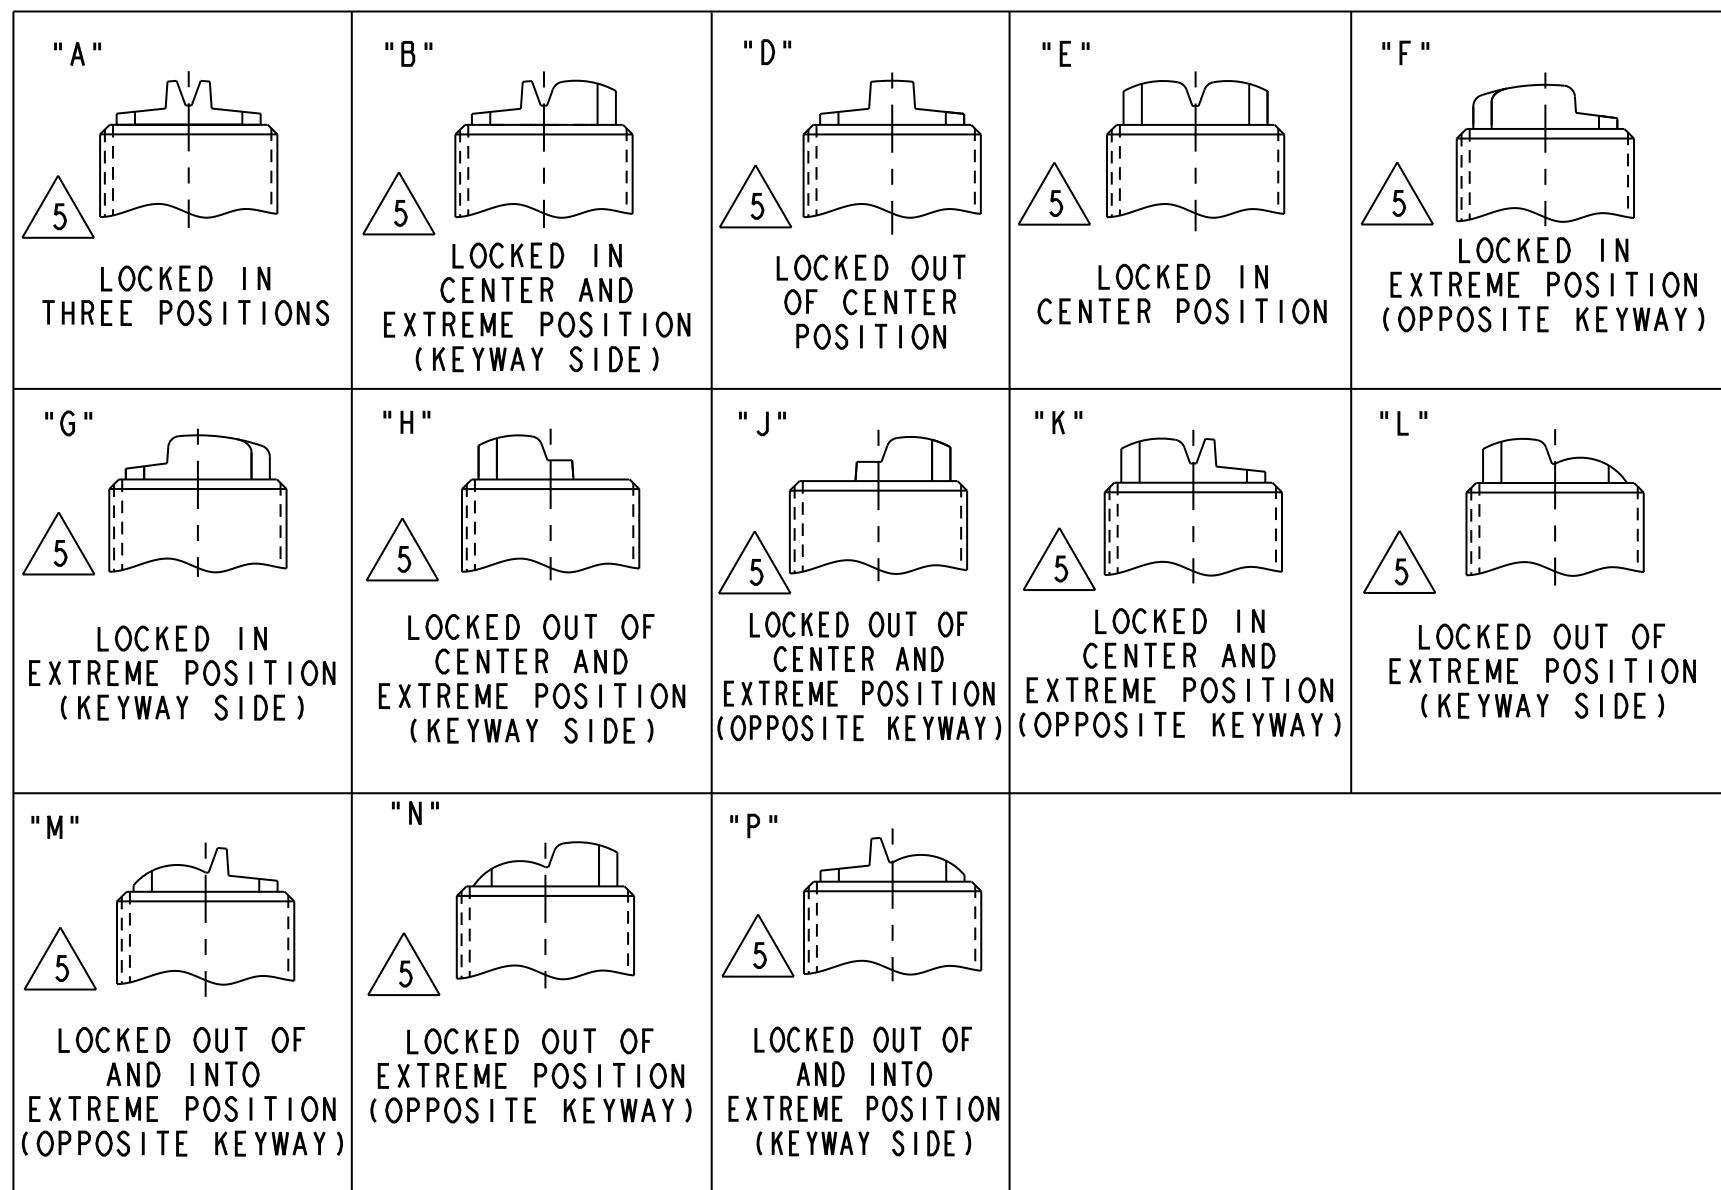 "A"
5
LOCKED IN
THREE POSITIONS
"B"
5
LOCKED IN
CENTER AND
EXTREME POSITION
(KEYWAY SIDE)
"D"
5
LOCKED OUT
OF CENTER
POSITION
"E"
5
LOCKED IN
CENTER POSITION
"F"
5
LOCKED IN
EXTREME POSITION
(OPPOSITE KEYWAY)
"G"
5
LOCKED IN
EXTREME POSITION
(KEYWAY SIDE)
"H"
5
LOCKED OUT OF
CENTER AND
EXTREME POSITION
(KEYWAY SIDE)
"J"
5
LOCKED OUT OF
CENTER AND
EXTREME POSITION
(OPPOSITE KEYWAY)
"K"
5
LOCKED IN
CENTER AND
EXTREME POSITION
(OPPOSITE KEYWAY)
"L"
5
LOCKED OUT OF
EXTREME POSITION
(KEYWAY SIDE)
"M"
5
LOCKED OUT OF
AND INTO
EXTREME POSITION
(OPPOSITE KEYWAY)
"N"
5
LOCKED OUT OF
EXTREME POSITION
(OPPOSITE KEYWAY)
"P"
5
LOCKED OUT OF
AND INTO
EXTREME POSITION
(KEYWAY SIDE)